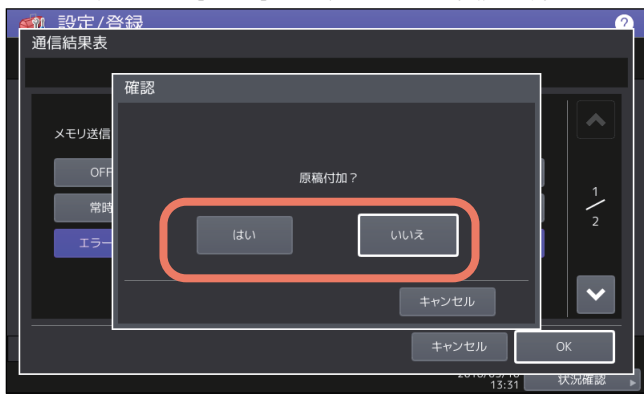 設定/登録
?
通信結果表
確認
メモリ送信
OFF
常時
エラー
原稿付加？
はい
いいえ
キャンセル
1
2
キャンセル
OK
13:31
状況確認